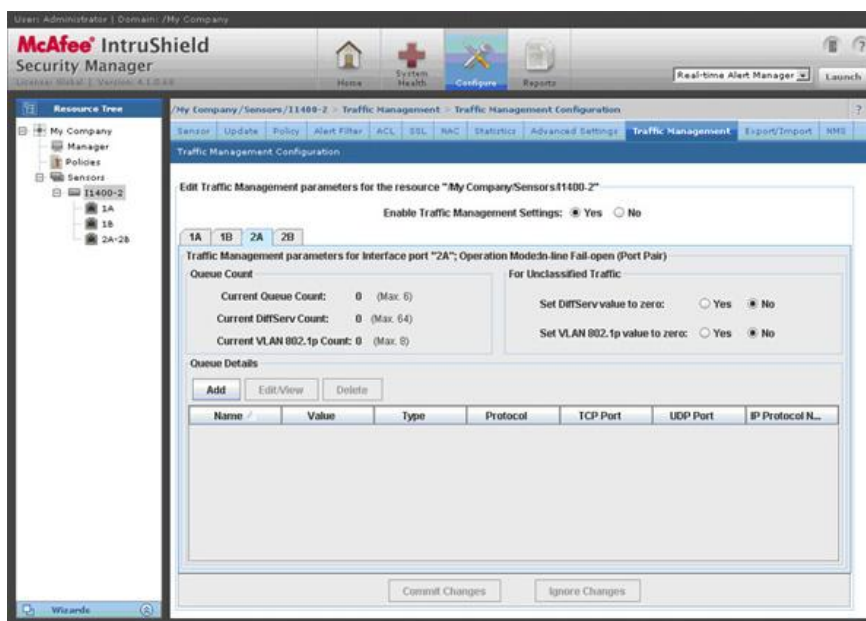 User: Administrator | Domain: /My Company
McAfee® IntruShield
Security Manager
Home
System Health
Configure
Reports
Real-time Alert Manager
Launch
Resource Tree
/My Company/Sensors/I1400-2 > Traffic Management > Traffic Management Configuration
?
Sensor Update Policy Alert Filter ACL SSL NAC Statistics Advanced Settings Traffic Management Export/Import NMS
Traffic Management Configuration
My Company
Manager
Policies
Sensors
I1400-2
1A
1B
2A-2B
Edit Traffic Management parameters for the resource "/My Company/Sensors/I1400-2"
Enable Traffic Management Settings: Yes No
1A 1B 2A 2B
Traffic Management parameters for Interface port "2A"; Operation Mode:In-line Fail-open (Port Pair)
Queue Count
Current Queue Count: 0 (Max. 6)
Current DiffServ Count: 0 (Max. 64)
Current VLAN 802.1p Count: 0 (Max. 8)
For Unclassified Traffic
Set DiffServ value to zero: Yes No
Set VLAN 802.1p value to zero: Yes No
Queue Details
Add Edit/View Delete
Name Value Type Protocol TCP Port UDP Port IP Protocol N...
Commit Changes Ignore Changes
Wizards